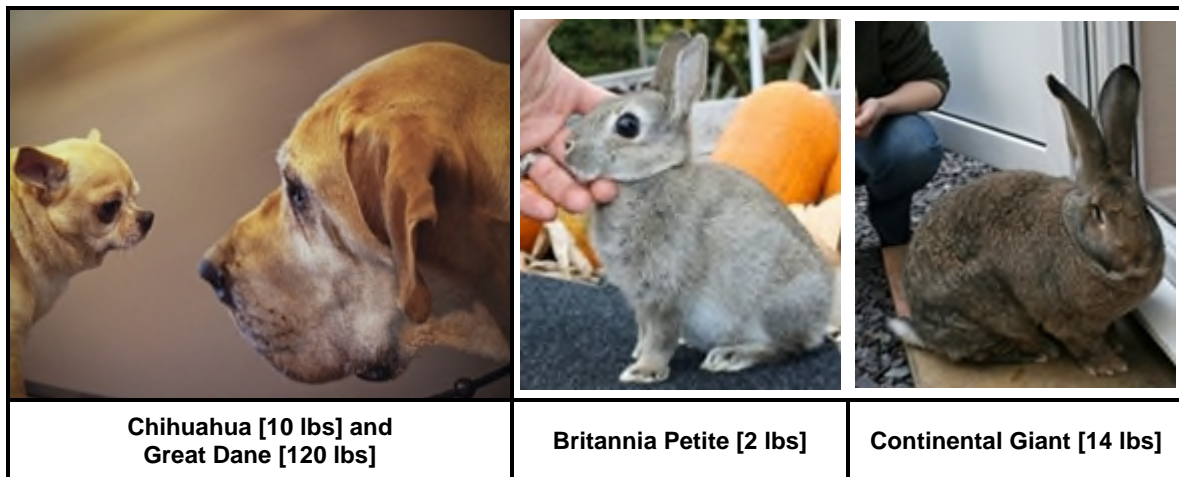 Chihuahua [10 lbs] and
Great Dane [120 lbs]
Britannia Petite [2 lbs]
Continental Giant [14 lbs]